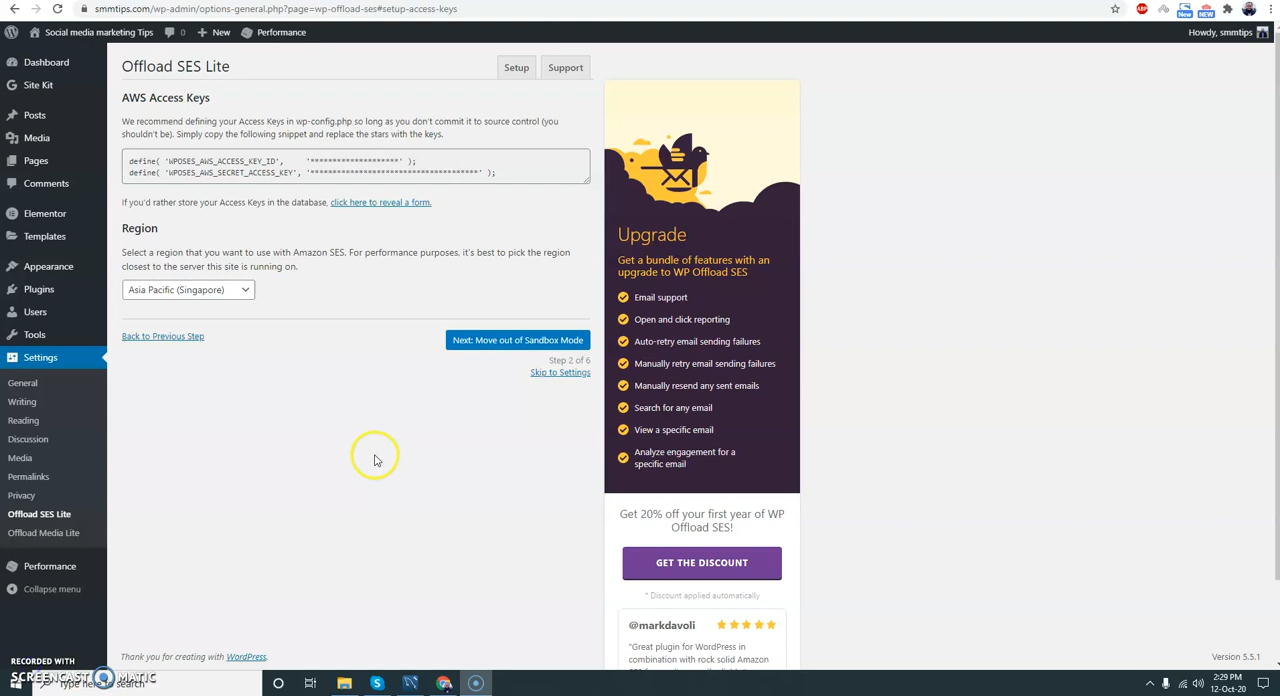 smmtips.com/wp-admin/options-general.php?page=wp-offload-ses#setup-access-keys
ABP
New
NEW
Social media marketing Tips
0
New
Performance
Howdy, smmtips
Dashboard
Site Kit
Posts
Media
Pages
Comments
Elementor
Templates
Appearance
Plugins
Users
Tools
Settings
General
Writing
Reading
Discussion
Media
Permalinks
Privacy
Offload SES Lite
Offload Media Lite
Performance
Collapse menu
Offload SES Lite
Setup
Support
AWS Access Keys
We recommend defining your Access Keys in wp-config.php so long as you don't commit it to source control (you
shouldn't be). Simply copy the following snippet and replace the stars with the keys.
define( 'WPOSES_AWS_ACCESS_KEY_ID', '********************' );
define( 'WPOSES_AWS_SECRET_ACCESS_KEY', '****************************************' );
If you'd rather store your Access Keys in the database, click here to reveal a form.
Region
Select a region that you want to use with Amazon SES. For performance purposes, it's best to pick the region
closest to the server this site is running on.
Asia Pacific (Singapore)
Back to Previous Step
Next: Move out of Sandbox Mode
Step 2 of 6
Skip to Settings
Upgrade
Get a bundle of features with an
upgrade to WP Offload SES
Email support
Open and click reporting
Auto-retry email sending failures
Manually retry email sending failures
Manually resend any sent emails
Search for any email
View a specific email
Analyze engagement for a
specific email
Get 20% off your first year of WP
Offload SES!
GET THE DISCOUNT
* Discount applied automatically
@markdavoli
"Great plugin for WordPress in
combination with rock solid Amazon
Thank you for creating with WordPress.
Version 5.5.1
RECORDED WITH
SCREENCAST MATIC
Type here to search
2:29 PM
12-Oct-20